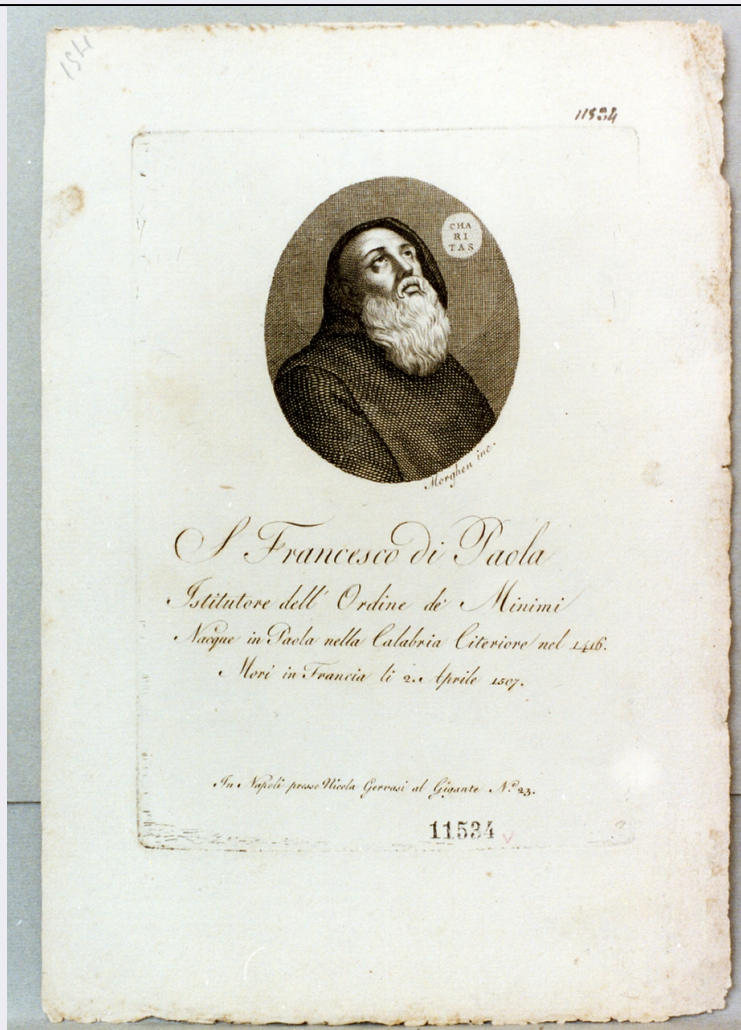 151
11534
CHA
RI
TAS
Morghen inc.
S Francesco di Paola
Istitutore dell' Ordine de' Minimi
Nacque in Paola nella Calabria Citeriore nel 1416.
Morì in Francia li 2. Aprile 1507.
In Napoli presso Nicola Gervasi al Gigante N.º 23.
11534